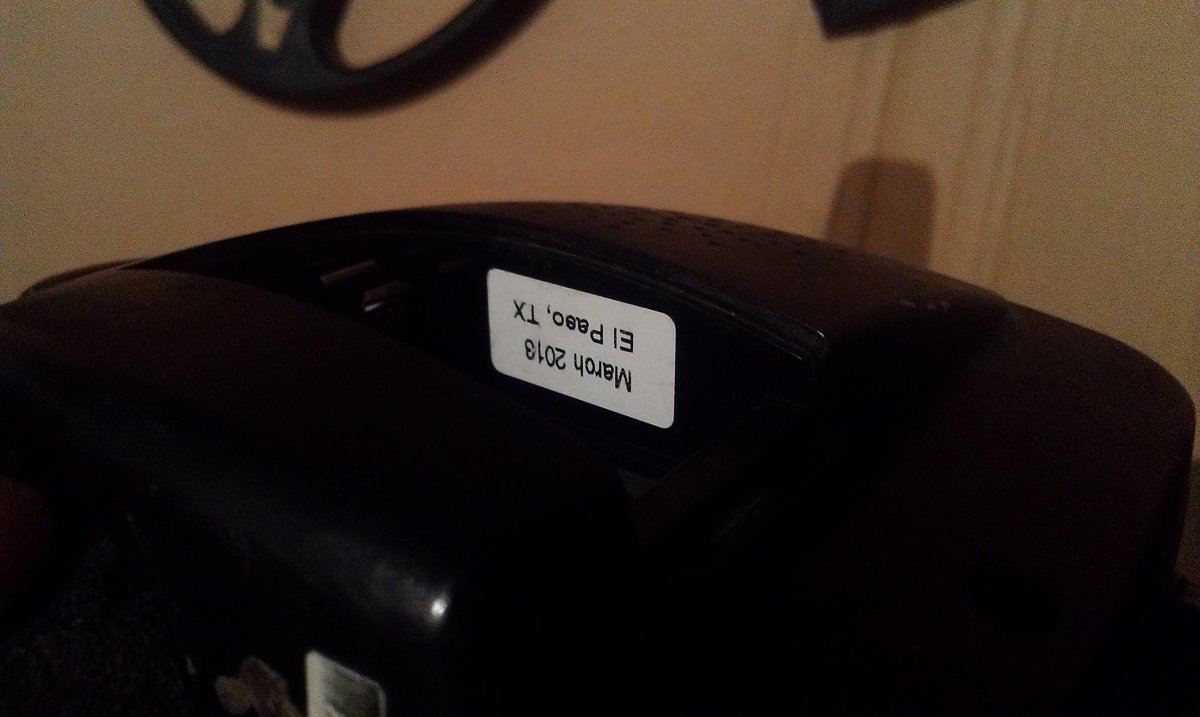 March 2013
El Paso, TX